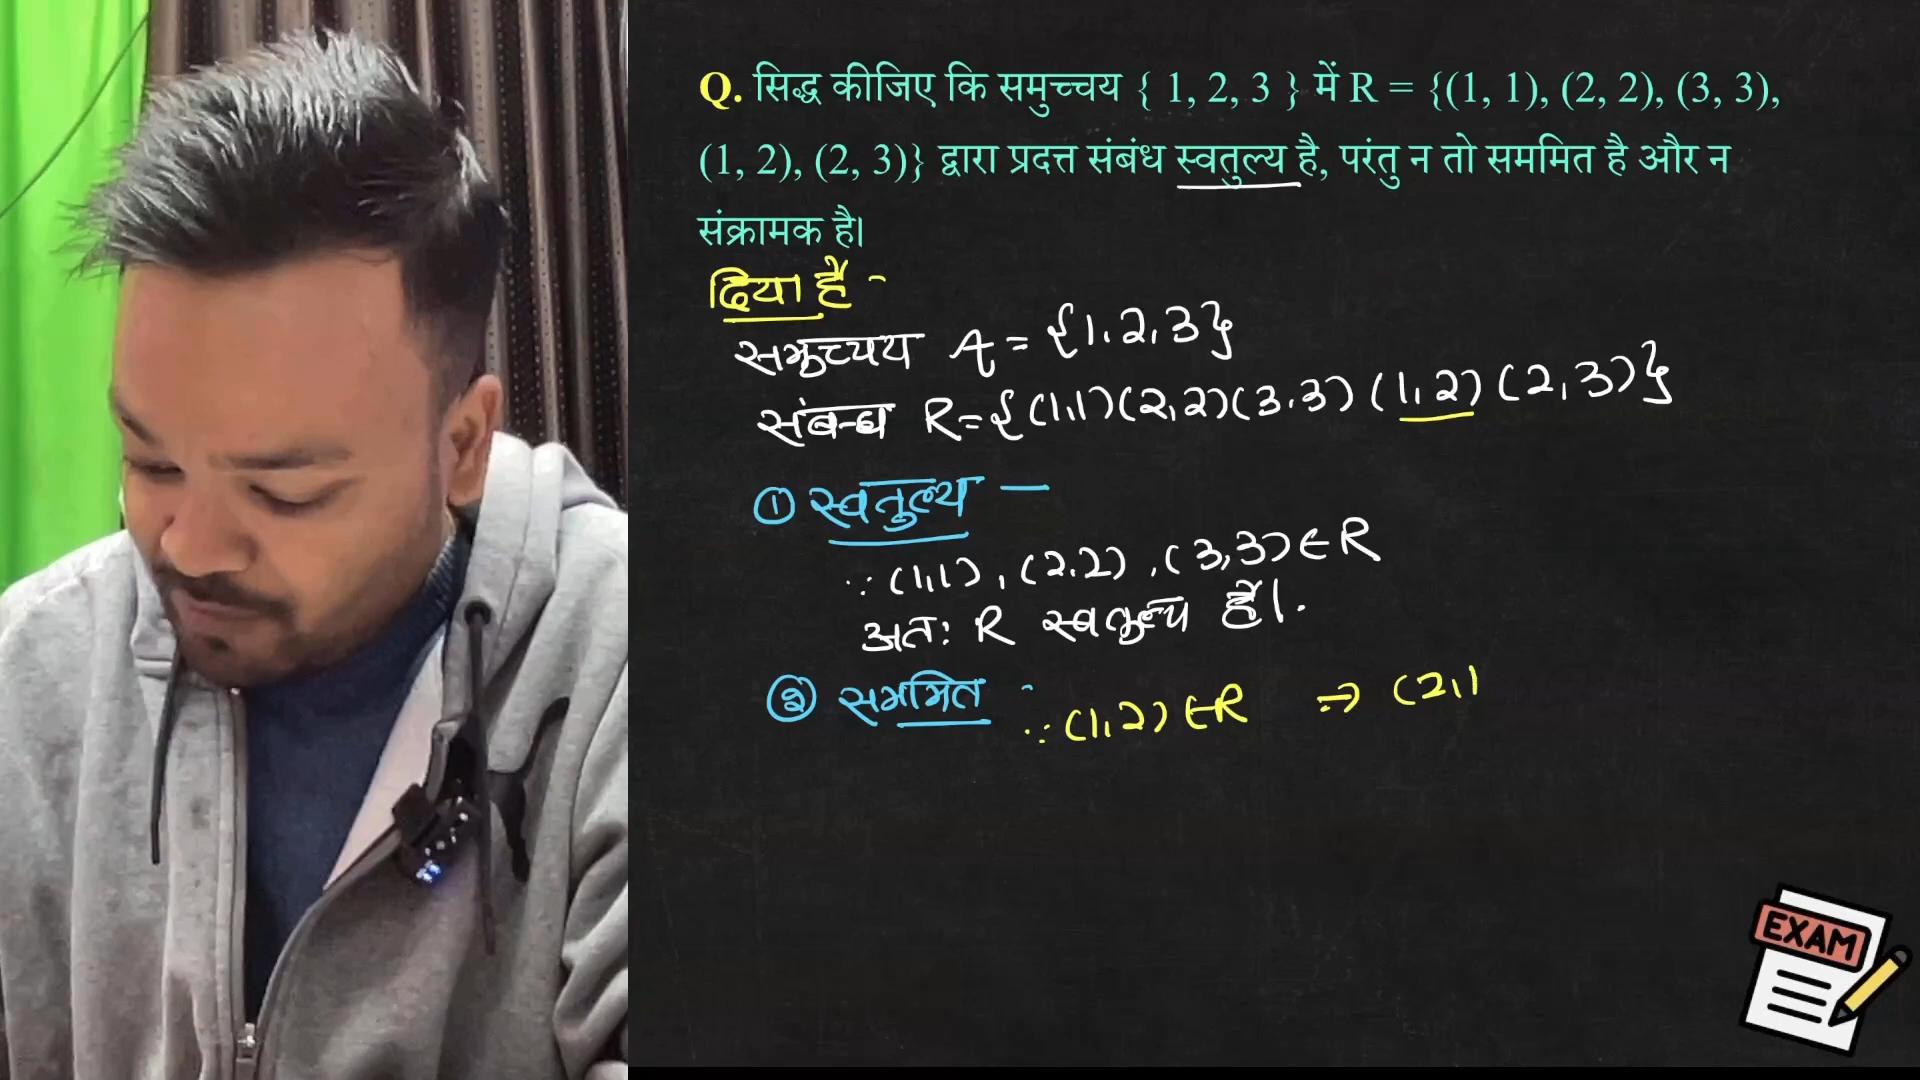 Q. सिद्ध कीजिए कि समुच्चय { 1, 2, 3 } में R = {(1, 1), (2, 2), (3, 3),
(1, 2), (2, 3)} द्वारा प्रदत्त संबंध स्वतुल्य है, परंतु न तो सममित है और न
संक्रामक है।
दिया है -
समुच्चय A = {1,2,3}
संबन्ध R={(1,1)(2,2)(3,3)(1,2)(2,3)}
① स्वतुल्य —
∵ (1,1), (2,2), (3,3)∈R
अतः R स्वतुल्य है।
② सममित - ∵ (1,2)∈R ⇒ (2,1
EXAM